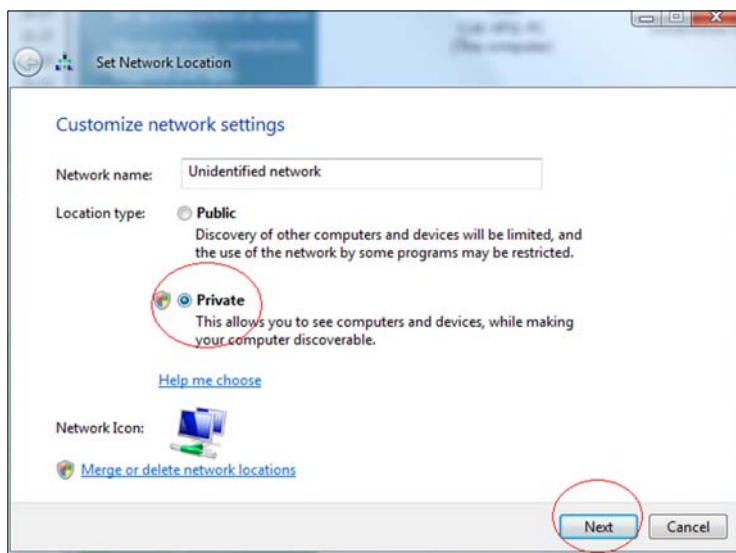 Set Network Location
Customize network settings
Network name:
Unidentified network
Location type:
Public
Discovery of other computers and devices will be limited, and
the use of the network by some programs may be restricted.
Private
This allows you to see computers and devices, while making
your computer discoverable.
Help me choose
Network Icon:
Merge or delete network locations
Next
Cancel